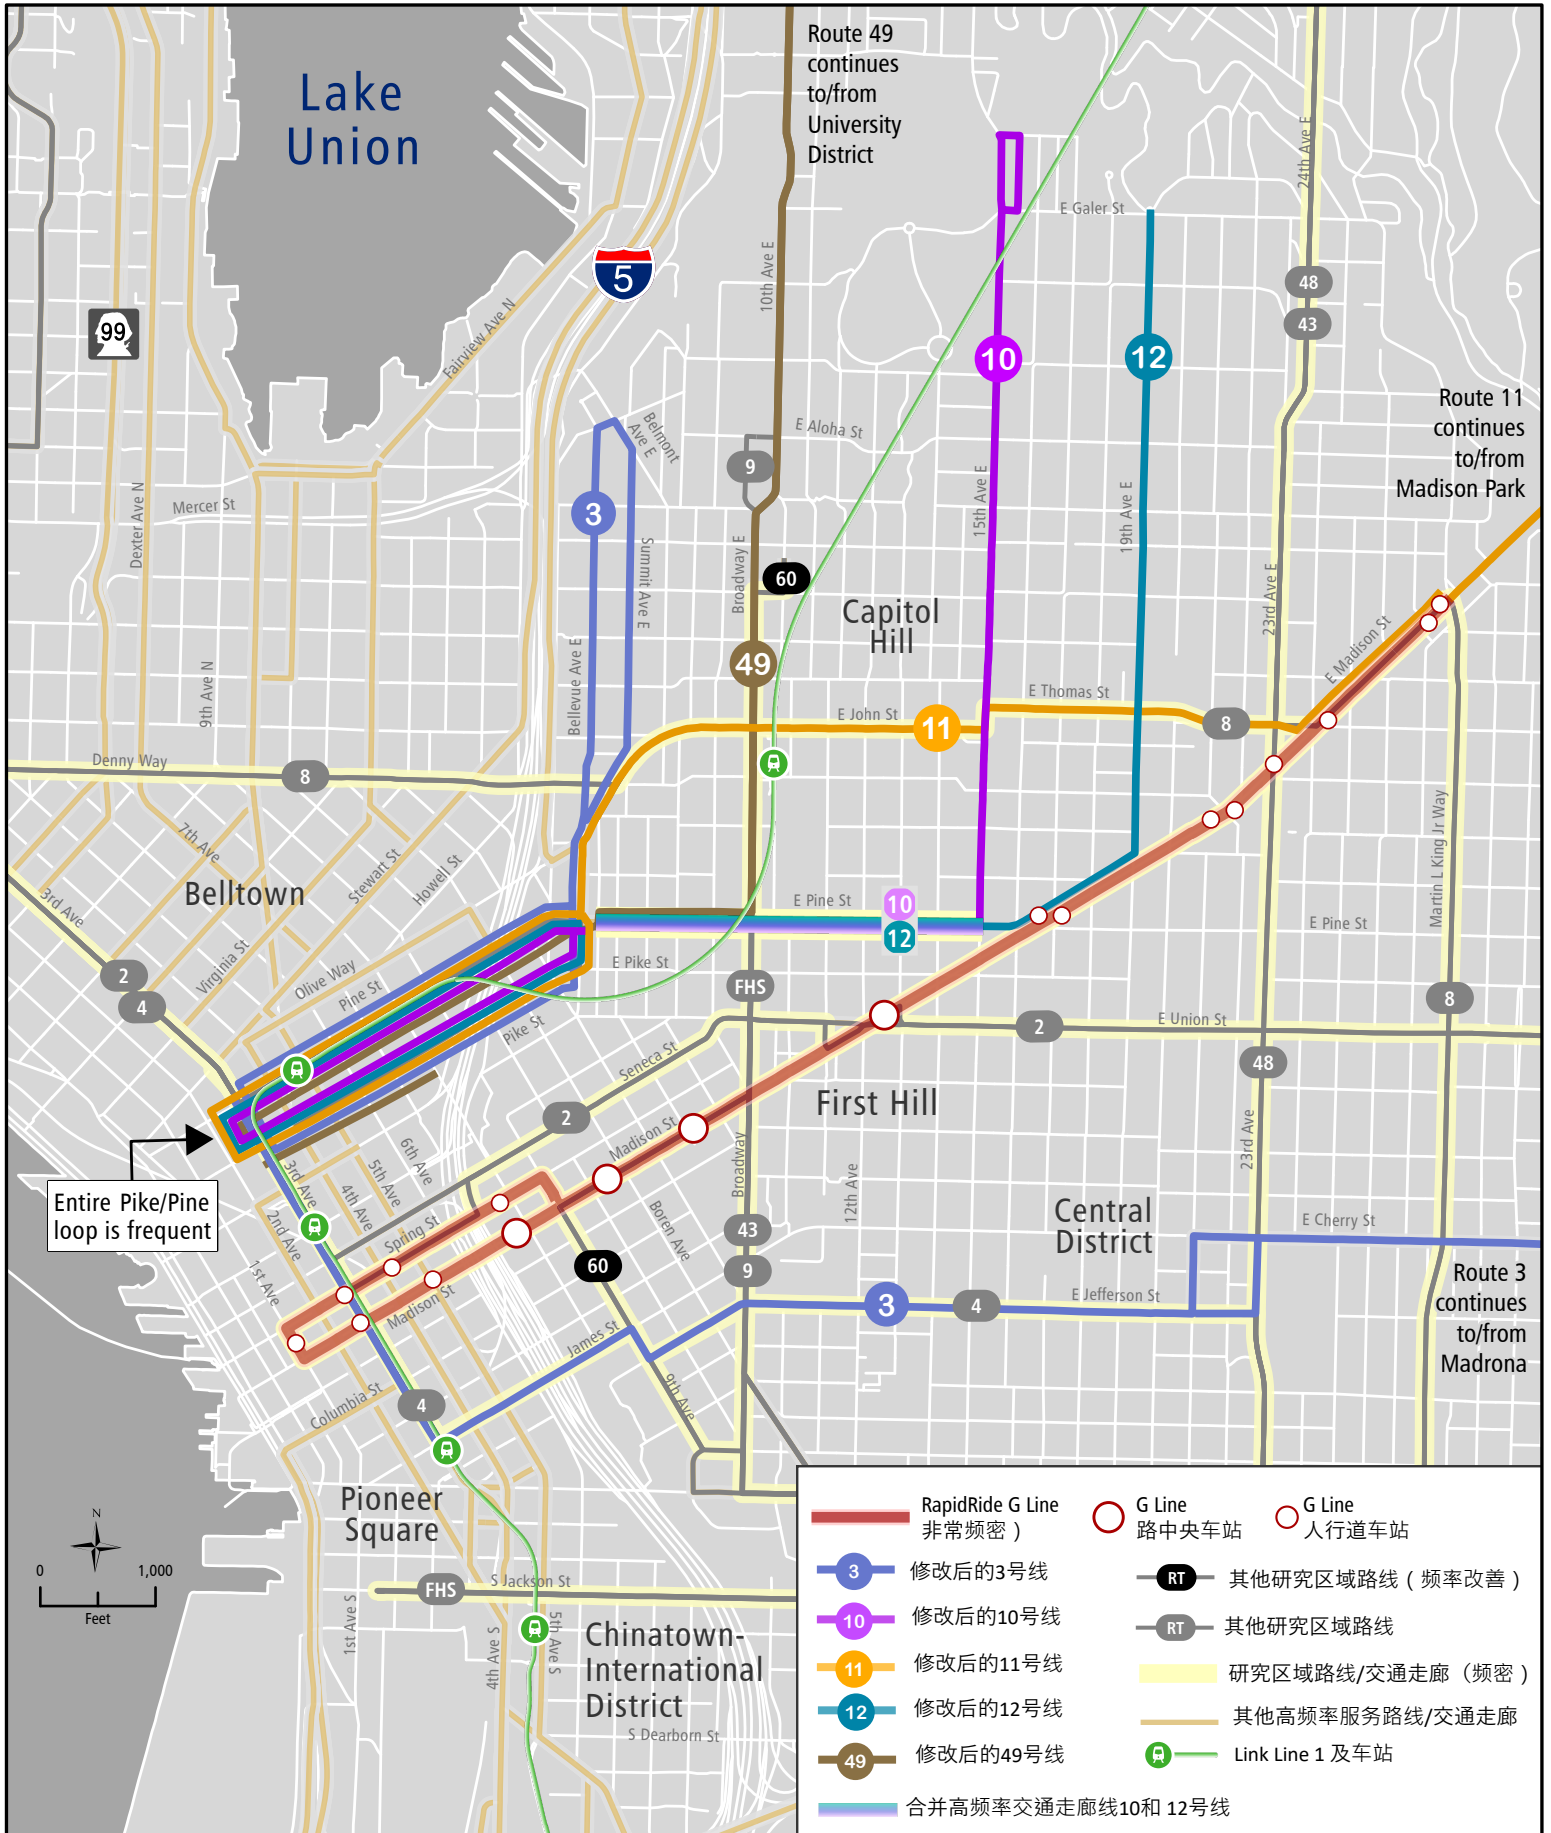 Route 49
continues
to/from
University
District
Lake
Union
24th Ave E
E Galer St
10th Ave E
5
48
43
99
Fairview Ave N
10
12
Route 11
continues
to/from
Madison Park
Belmont
Ave E
E Aloha St
9
Dexter Ave N
Mercer St
3
15th Ave E
19th Ave E
Summit Ave E
Broadway E
60
Capitol
Hill
23rd Ave E
E Madison St
9th Ave N
Bellevue Ave E
49
E Thomas St
E John St
11
8
Denny Way
8
7th Ave
Stewart St
Howell St
Martin L King Jr Way
Belltown
3rd Ave
E Pine St
10
12
E Pine St
Virginia St
Olive Way
Pine St
E Pike St
2
4
FHS
8
Pike St
2
E Union St
Seneca St
48
2
First Hill
Madison St
6th Ave
5th Ave
4th Ave
3rd Ave
2nd Ave
1st Ave
Entire Pike/Pine
loop is frequent
Spring St
Broadway
12th Ave
23rd Ave
Boren Ave
Central
District
E Cherry St
43
9
60
Madison St
3
4
E Jefferson St
Route 3
continues
to/from
Madrona
James St
9th Ave
Columbia St
4
Pioneer
Square
N
0
1,000
Feet
FHS
S Jackson St
1st Ave S
4th Ave S
5th Ave S
Chinatown-
International
District
S Dearborn St
RapidRide G Line
非常频密 )
G Line
路中央车站
G Line
人行道车站
3
修改后的3号线
RT
其他研究区域路线 ( 频率改善 )
10
修改后的10号线
RT
其他研究区域路线
11
修改后的11号线
研究区域路线/交通走廊（频密 )
12
修改后的12号线
其他高频率服务路线/交通走廊
49
修改后的49号线
Link Line 1 及车站
合并高频率交通走廊线10和 12号线